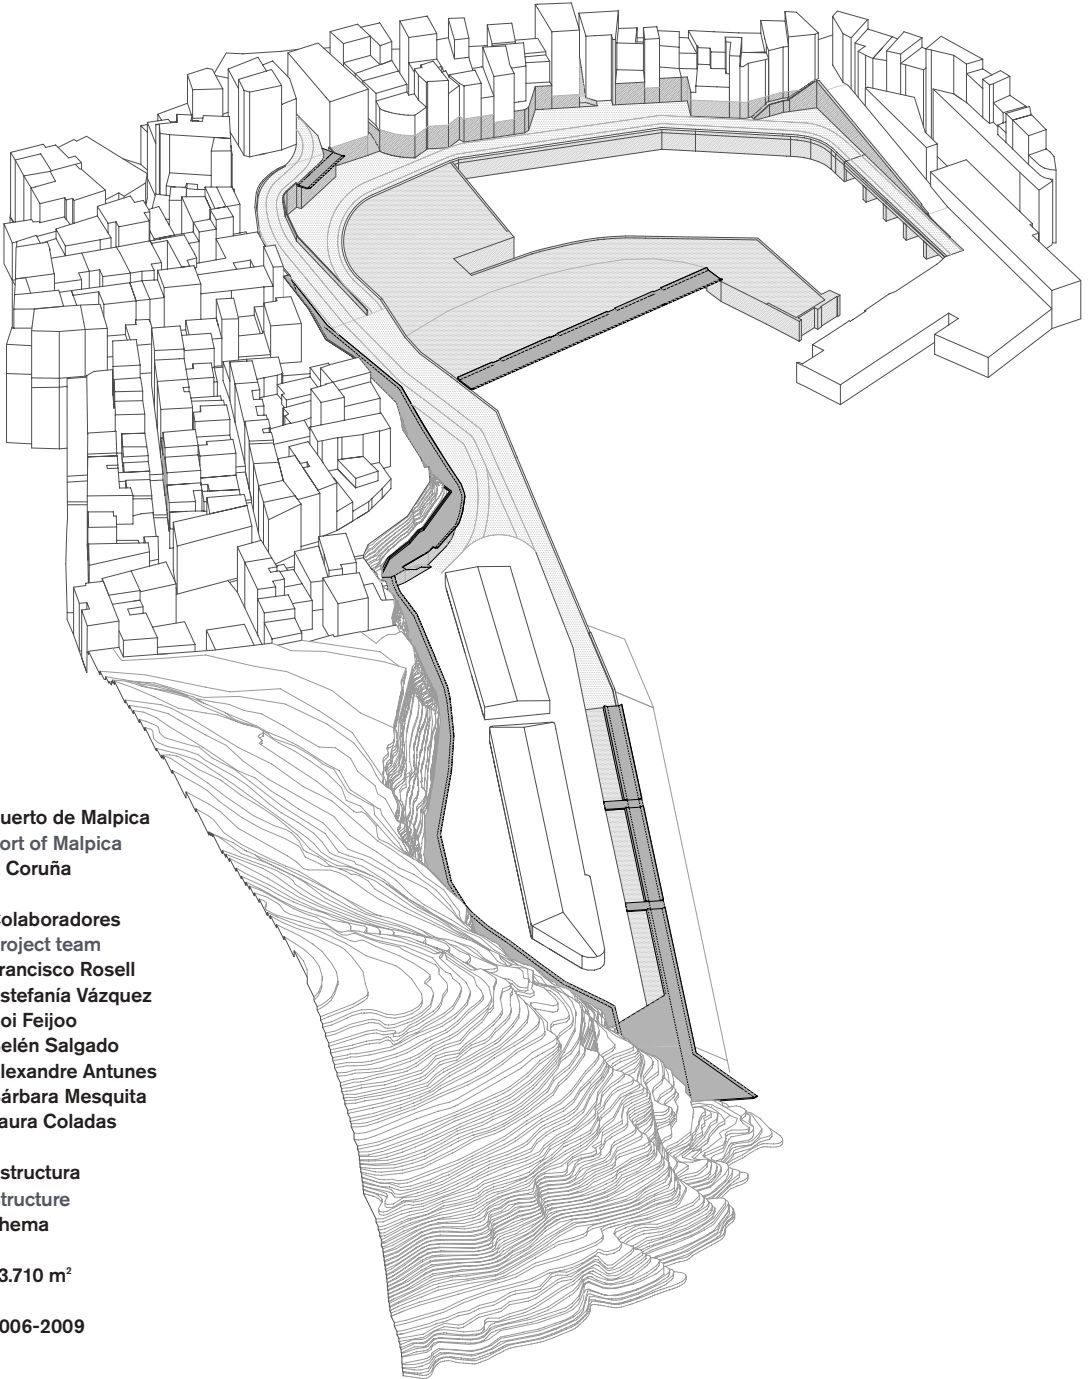 uerto de Malpica
ort of Malpica
Coruña
olaboradores
roject team
rancisco Rosell
stefanía Vázquez
oi Feijoo
elén Salgado
lexandre Antunes
árbara Mesquita
aura Coladas
structura
tructure
hema
3.710 m²
006-2009